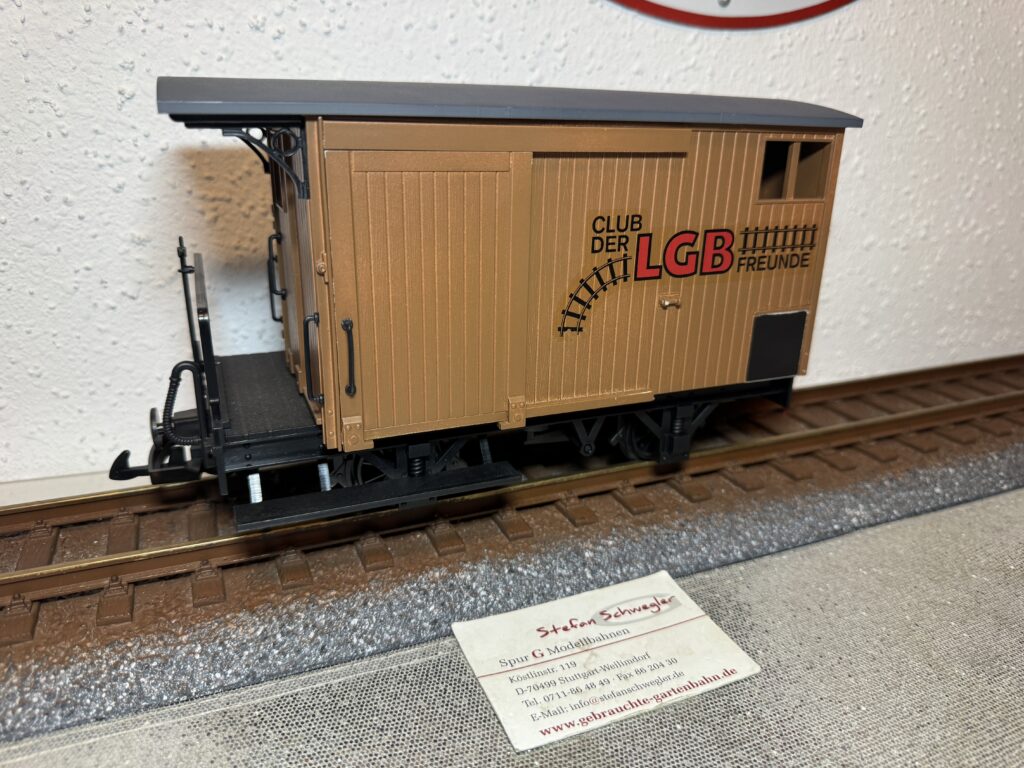 CLUB
DER LGB
FREUNDE
Stefan Schwegler
Spur G Modellbahnen
Köstlinstr. 119
D-70499 Stuttgart-Weilimdorf
Tel. 0711-86 48 49 · Fax 86 204 30
E-Mail: info@stefanschwegler.de
www.gebrauchte-gartenbahn.de